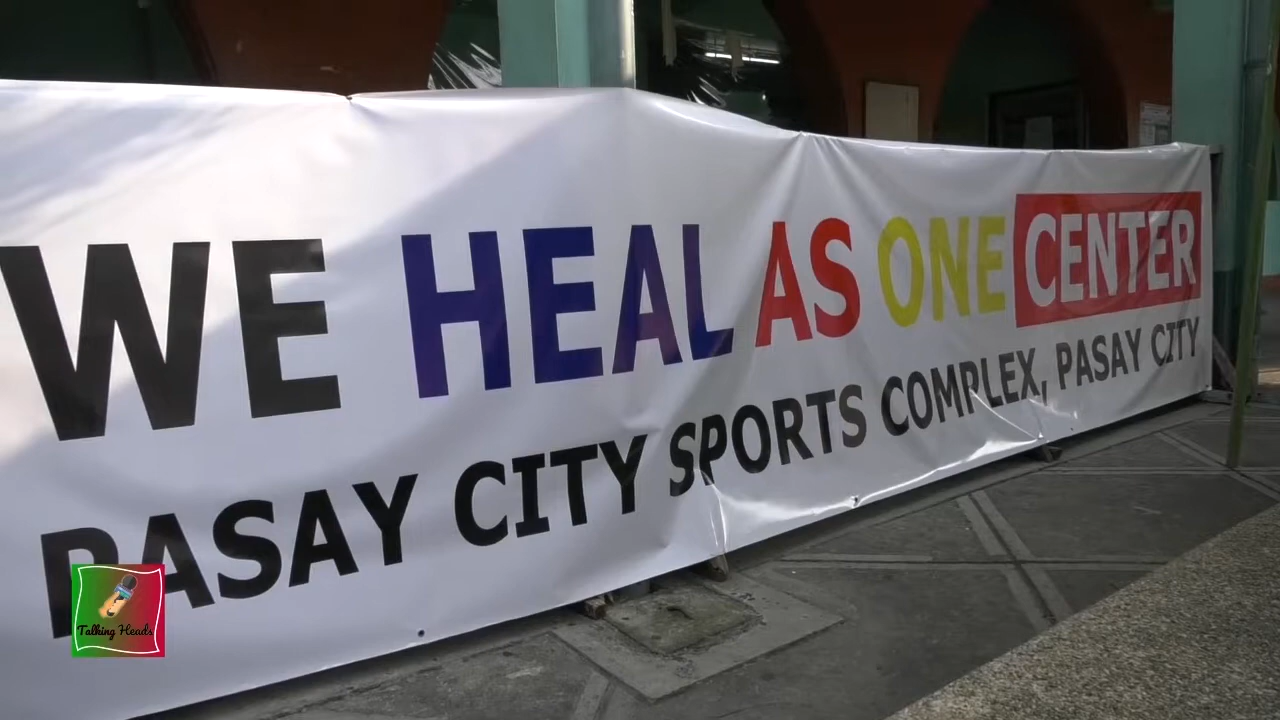 WE HEAL AS ONE CENTER
PASAY CITY SPORTS COMPLEX, PASAY CITY
Talking Heads